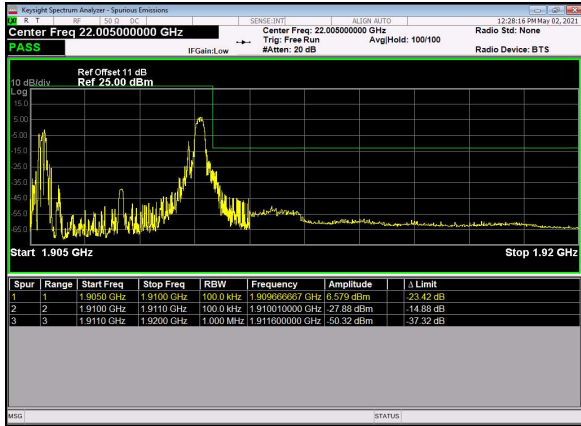 Keysight Spectrum Analyzer - Spurious Emissions
R T RF 50 Ω DC SENSE:INT ALIGN AUTO 12:28:16 PM May 02, 2021
Center Freq 22.005000000 GHz Center Freq: 22.005000000 GHz Radio Std: None
Trig: Free Run Avg|Hold: 100/100
PASS IFGain:Low #Atten: 20 dB Radio Device: BTS
Ref Offset 11 dB
10 dB/div Ref 25.00 dBm
Log
15.0
5.00
-5.00
-15.0
-25.0
-35.0
-45.0
-55.0
-65.0
Start 1.905 GHz Stop 1.92 GHz
Spur Range Start Freq Stop Freq RBW Frequency Amplitude Δ Limit
1 1 1.9050 GHz 1.9100 GHz 100.0 kHz 1.909666667 GHz 6.579 dBm -23.42 dB
2 2 1.9100 GHz 1.9110 GHz 100.0 kHz 1.910010000 GHz -27.88 dBm -14.88 dB
3 3 1.9110 GHz 1.9200 GHz 1.000 MHz 1.911600000 GHz -50.32 dBm -37.32 dB
MSG STATUS